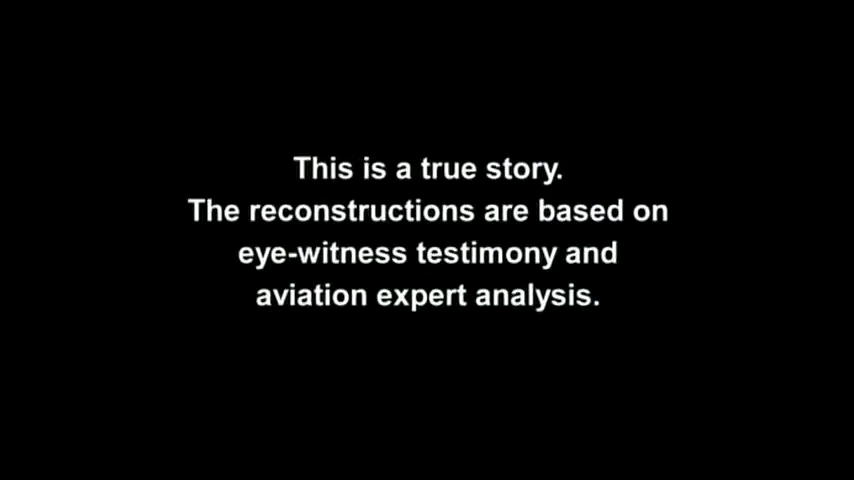 This is a true story.
The reconstructions are based on
eye-witness testimony and
aviation expert analysis.